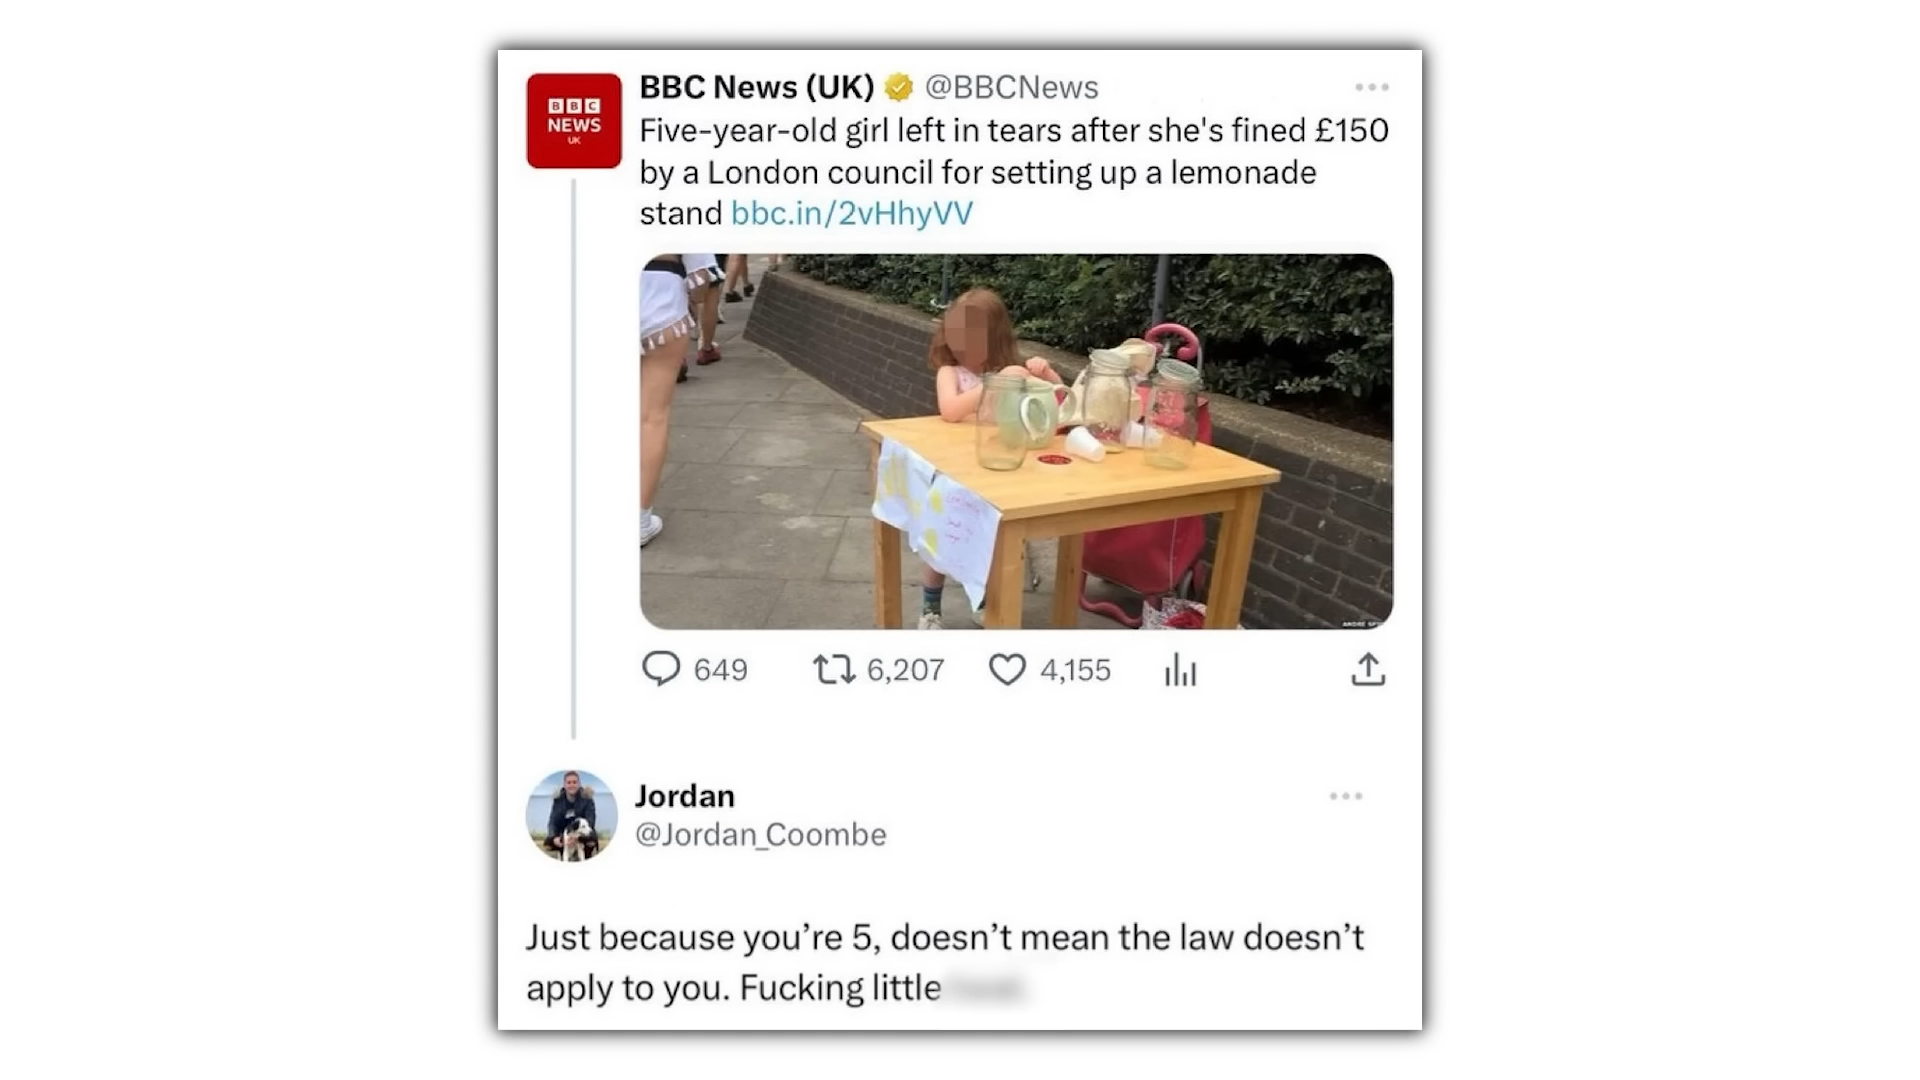 BBC
NEWS
UK
BBC News (UK) @BBCNews
Five-year-old girl left in tears after she's fined £150
by a London council for setting up a lemonade
stand bbc.in/2vHhyVV
649 6,207 4,155
Jordan
@Jordan_Coombe
Just because you’re 5, doesn’t mean the law doesn’t
apply to you. Fucking little